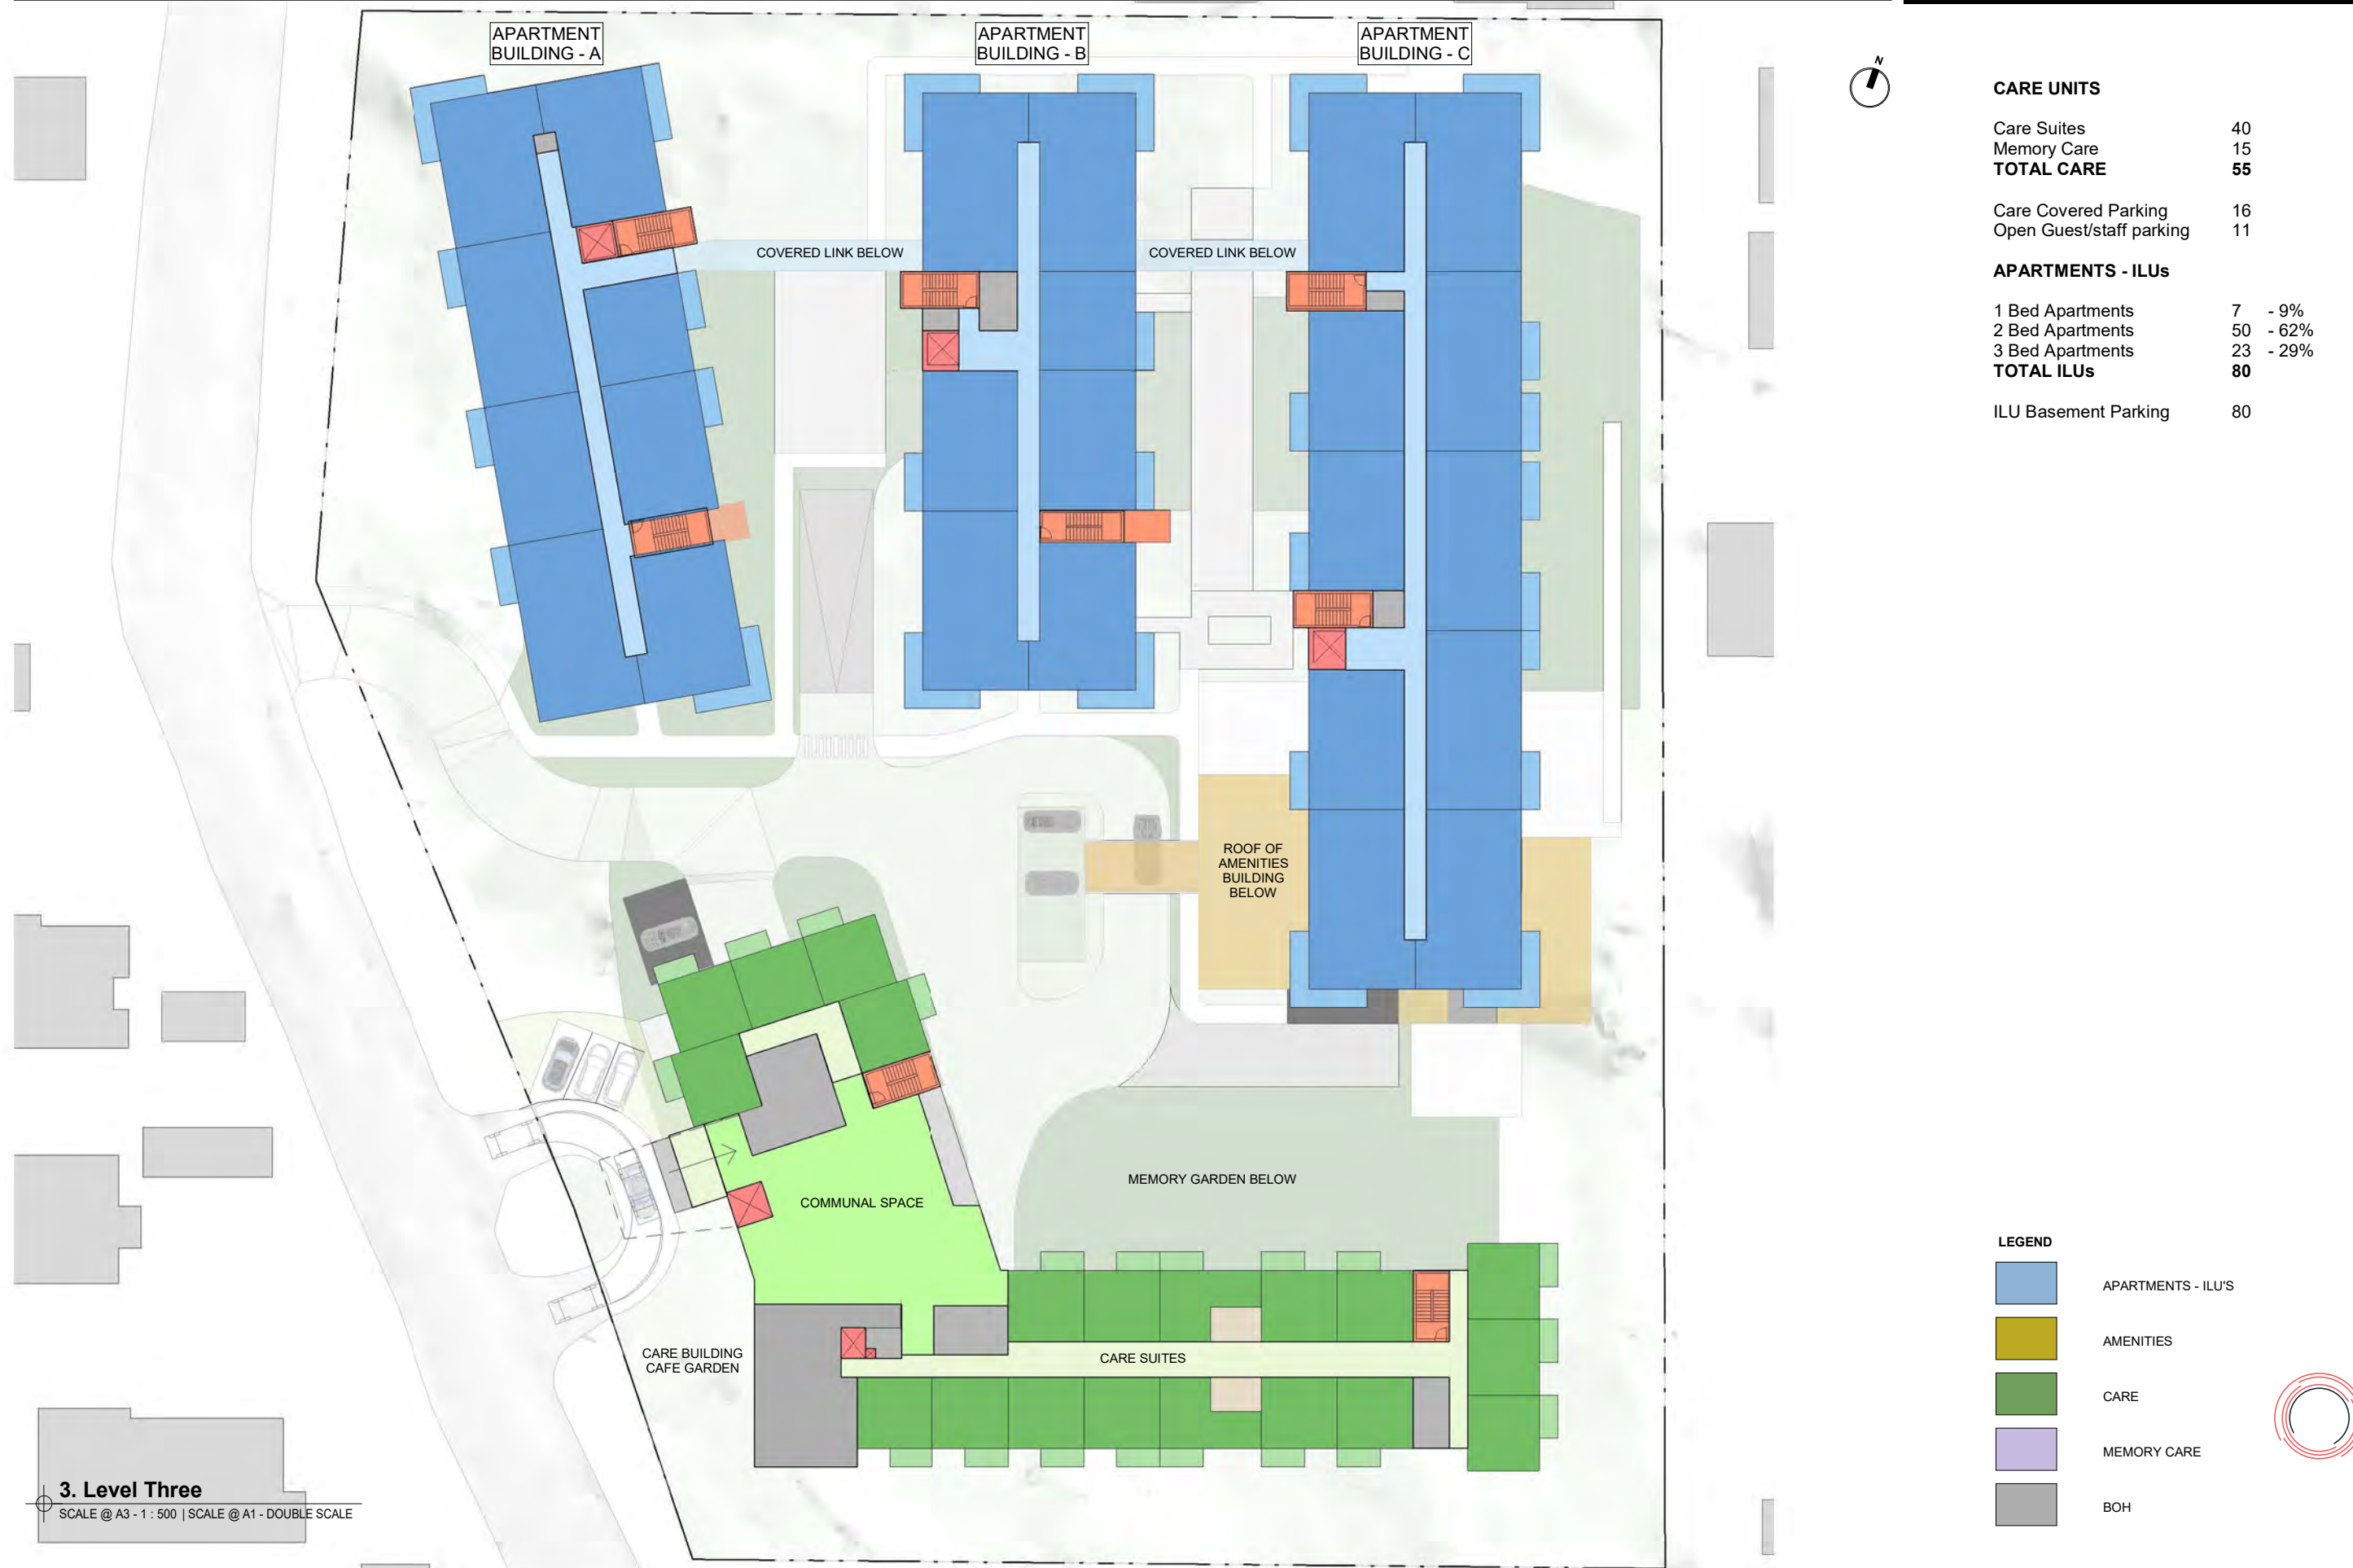 APARTMENT
BUILDING - A
APARTMENT
BUILDING - B
APARTMENT
BUILDING - C
N
COVERED LINK BELOW
COVERED LINK BELOW
ROOF OF
AMENITIES
BUILDING
BELOW
MEMORY GARDEN BELOW
COMMUNAL SPACE
CARE BUILDING
CAFE GARDEN
CARE SUITES
3. Level Three
SCALE @ A3 - 1 : 500 | SCALE @ A1 - DOUBLE SCALE
CARE UNITS
Care Suites 40
Memory Care 15
TOTAL CARE 55
Care Covered Parking 16
Open Guest/staff parking 11
APARTMENTS - ILUs
1 Bed Apartments 7 - 9%
2 Bed Apartments 50 - 62%
3 Bed Apartments 23 - 29%
TOTAL ILUs 80
ILU Basement Parking 80
LEGEND
APARTMENTS - ILU'S
AMENITIES
CARE
MEMORY CARE
BOH